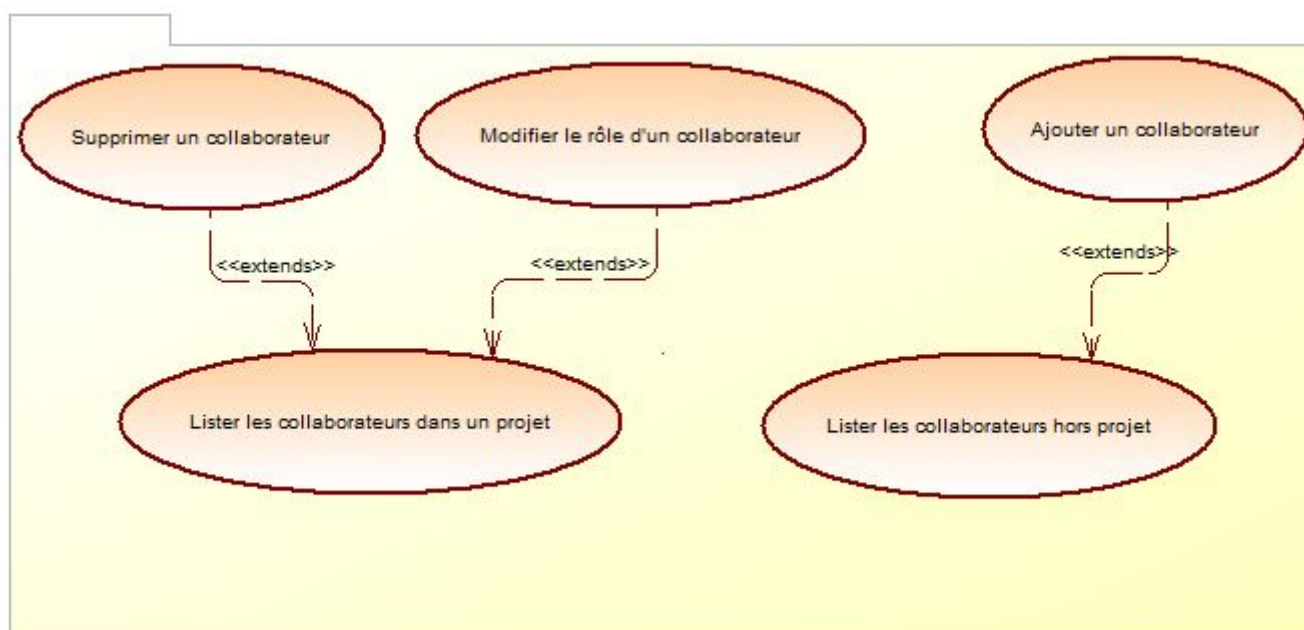 Supprimer un collaborateur
Modifier le rôle d'un collaborateur
Ajouter un collaborateur
<<extends>>
<<extends>>
<<extends>>
Lister les collaborateurs dans un projet
Lister les collaborateurs hors projet